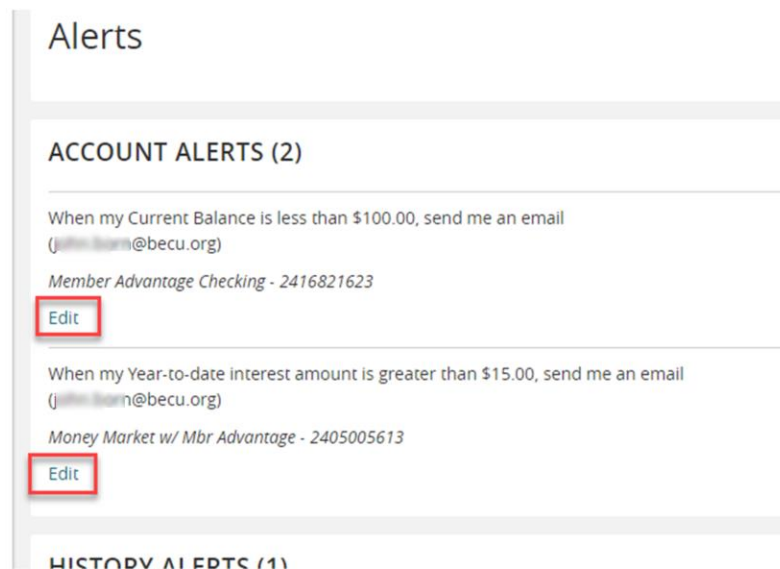 Alerts
ACCOUNT ALERTS (2)
When my Current Balance is less than $100.00, send me an email
@becu.org)
Member Advantage Checking - 2416821623
Edit
When my Year-to-date interest amount is greater than $15.00, send me an email
@becu.org)
Money Market w/ Mbr Advantage - 2405005613
Edit
HISTORY ALERTS (1)